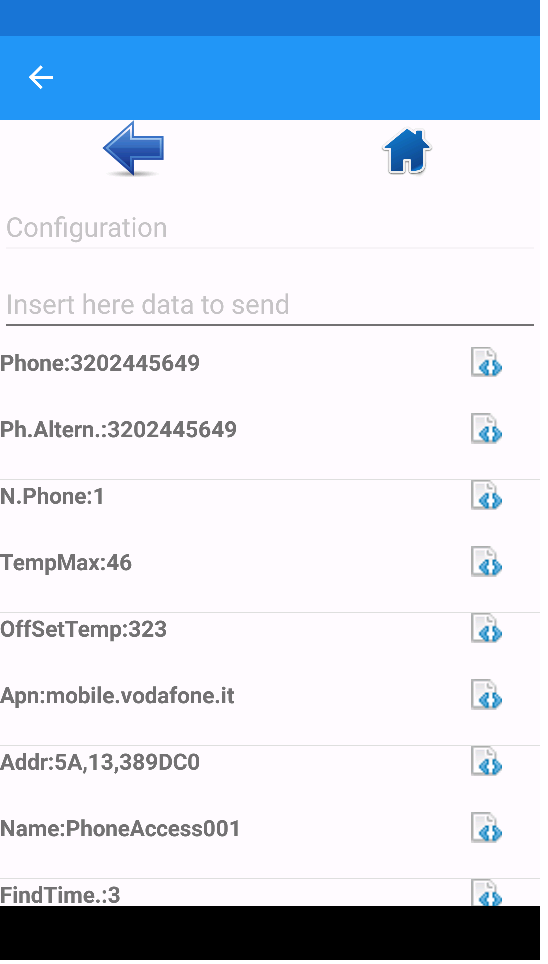 Configuration
Insert here data to send
Phone:3202445649
Ph.Altern.:3202445649
N.Phone:1
TempMax:46
OffSetTemp:323
Apn:mobile.vodafone.it
Addr:5A,13,389DC0
Name:PhoneAccess001
FindTime.:3